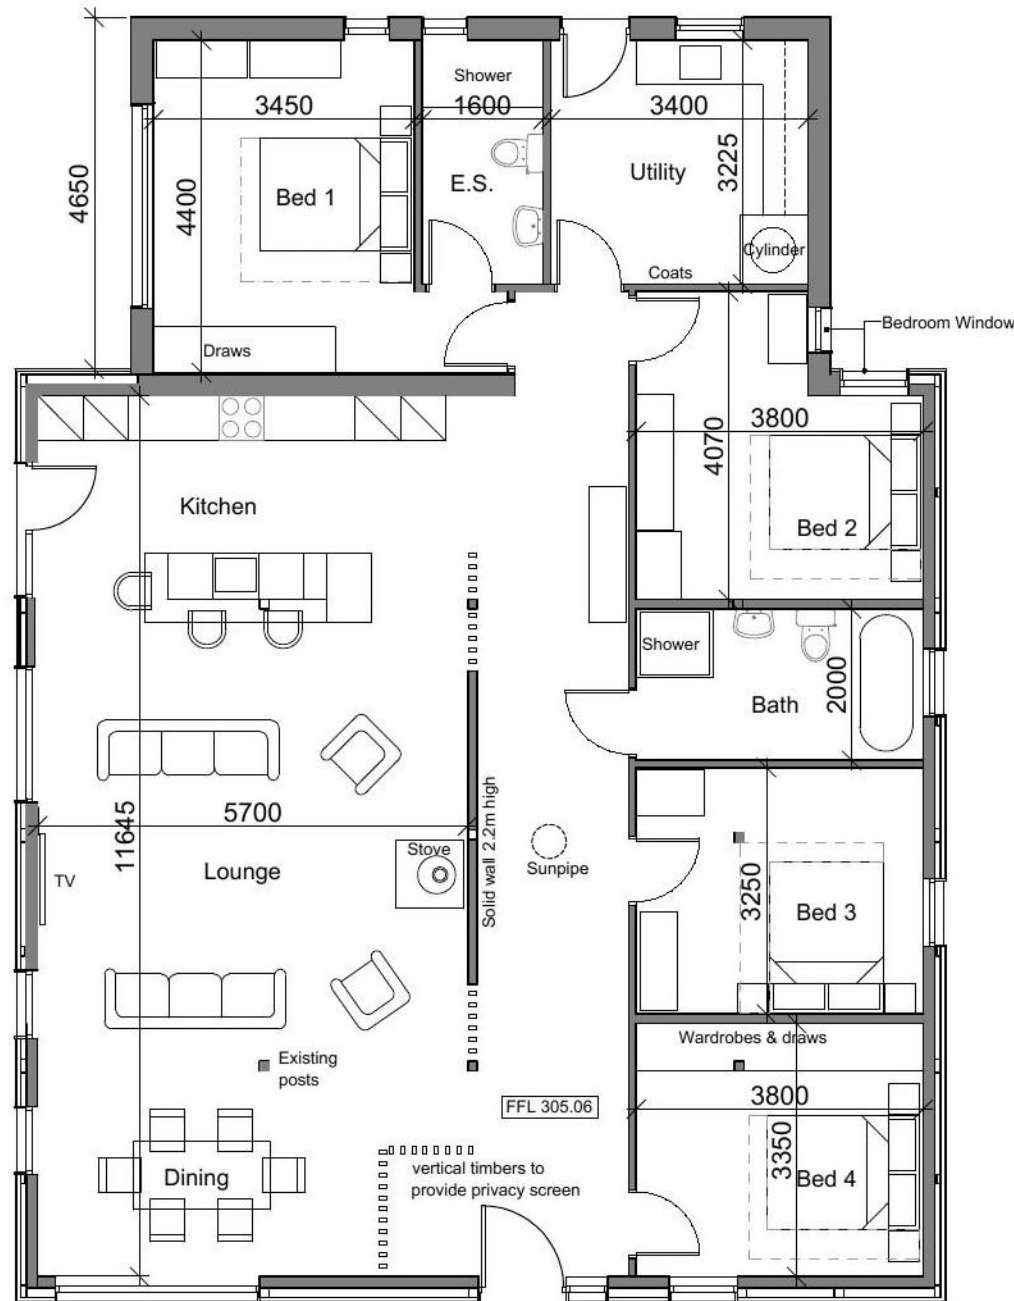 Shower
3450
1600
3400
4650
4400
3225
Bed 1
E.S.
Utility
Cylinder
Coats
Bedroom Window
Draws
3800
4070
Kitchen
Bed 2
Shower
2000
Bath
11645
5700
Solid wall 2.2m high
Stove
Lounge
TV
Sunpipe
3250
Bed 3
Wardrobes & draws
Existing
posts
FFL 305.06
3800
3350
vertical timbers to
provide privacy screen
Dining
Bed 4